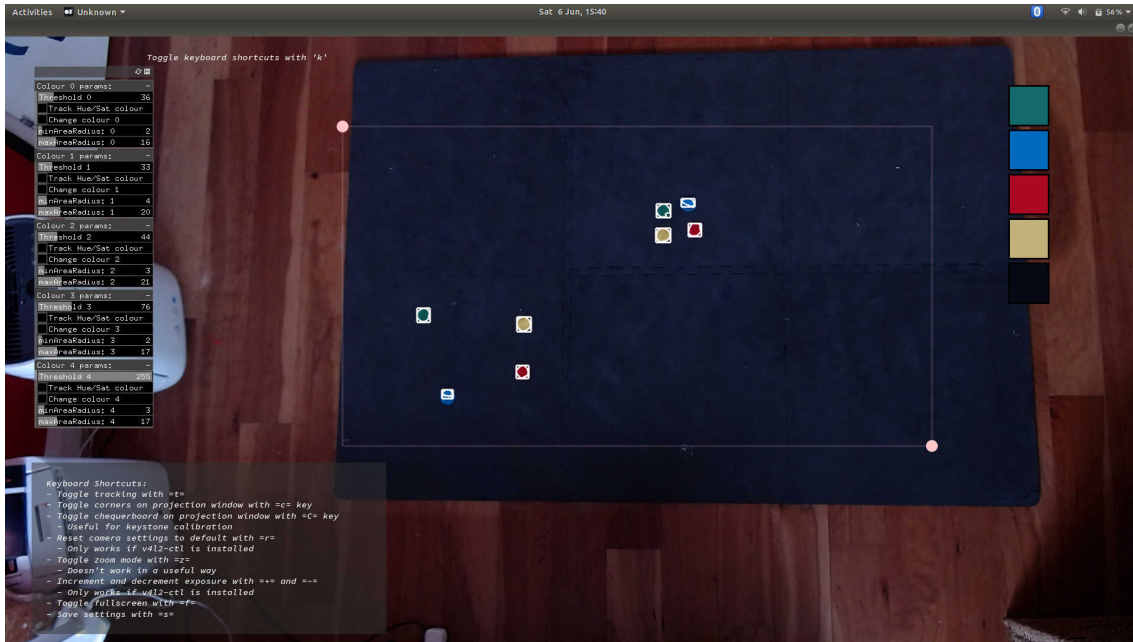 Activities Unknown Sat 6 Jun, 15:40 56%
Toggle keyboard shortcuts with 'k'
Colour 0 params: -
Threshold 0 36
Track Hue/Sat colour
Change colour 0
minAreaRadius: 0 2
maxAreaRadius: 0 16
Colour 1 params: -
Threshold 1 33
Track Hue/Sat colour
Change colour 1
minAreaRadius: 1 4
maxAreaRadius: 1 20
Colour 2 params: -
Threshold 2 44
Track Hue/Sat colour
Change colour 2
minAreaRadius: 2 3
maxAreaRadius: 2 21
Colour 3 params: -
Threshold 3 76
Track Hue/Sat colour
Change colour 3
minAreaRadius: 3 2
maxAreaRadius: 3 17
Colour 4 params: -
Threshold 4 255
Track Hue/Sat colour
Change colour 4
minAreaRadius: 4 3
maxAreaRadius: 4 17
Keyboard Shortcuts:
- Toggle tracking with =t=
- Toggle corners on projection window with =c= key
- Toggle chequerboard on projection window with =C= key
- Useful for keystone calibration
- Reset camera settings to default with =r=
- Only works if v4l2-ctl is installed
- Toggle zoom mode with =z=
- Doesn't work in a useful way
- Increment and decrement exposure with =+= and =-=
- Only works if v4l2-ctl is installed
- Toggle fullscreen with =f=
- Save settings with =s=